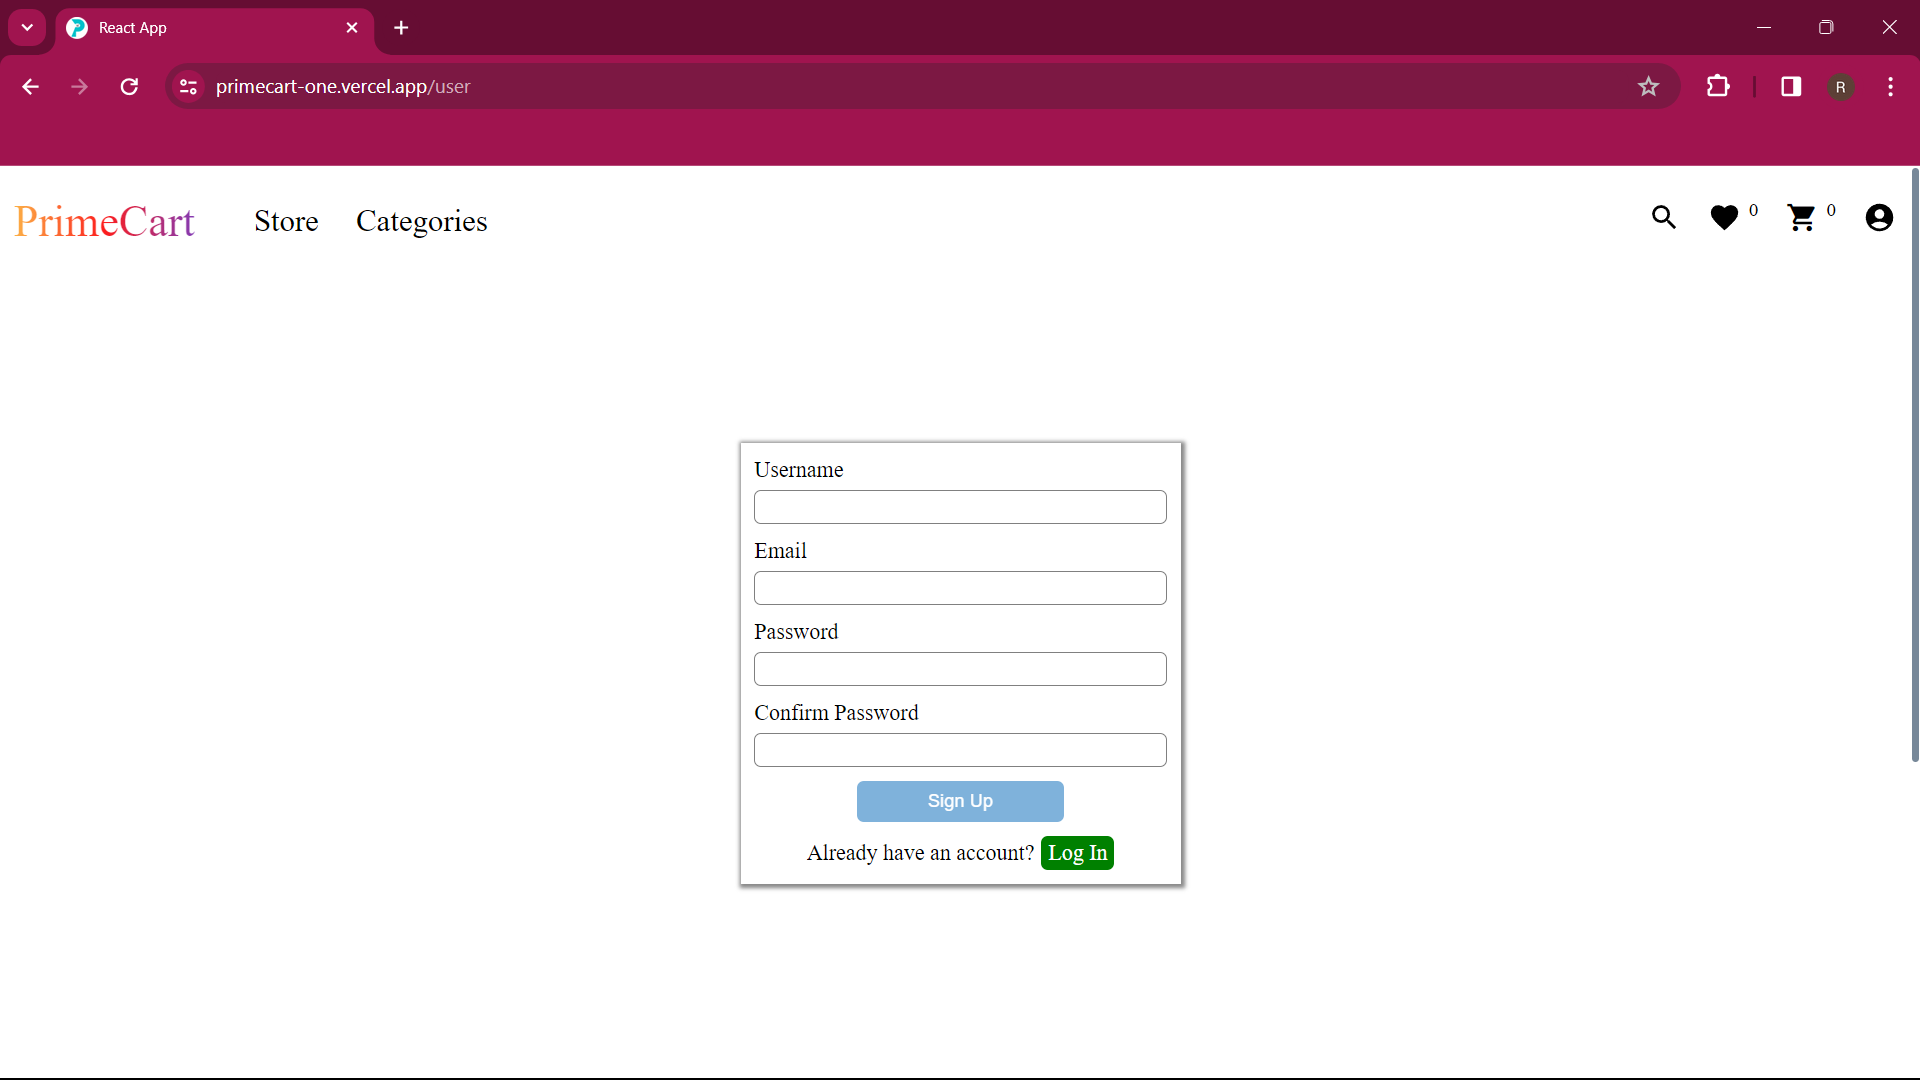 React App
primecart-one.vercel.app/user
R
PrimeCart Store Categories 0 0
Username
Email
Password
Confirm Password
Sign Up
Already have an account? Log In